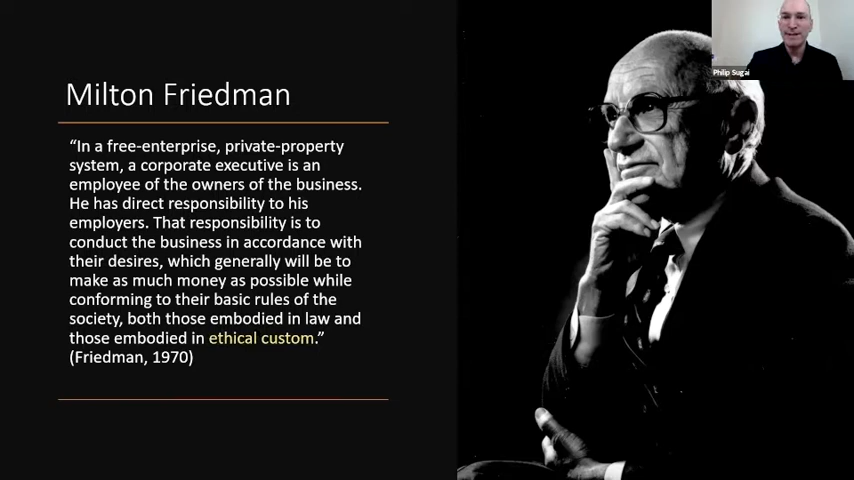 Milton Friedman
“In a free-enterprise, private-property
system, a corporate executive is an
employee of the owners of the business.
He has direct responsibility to his
employers. That responsibility is to
conduct the business in accordance with
their desires, which generally will be to
make as much money as possible while
conforming to their basic rules of the
society, both those embodied in law and
those embodied in ethical custom.”
(Friedman, 1970)
Philip Sugai